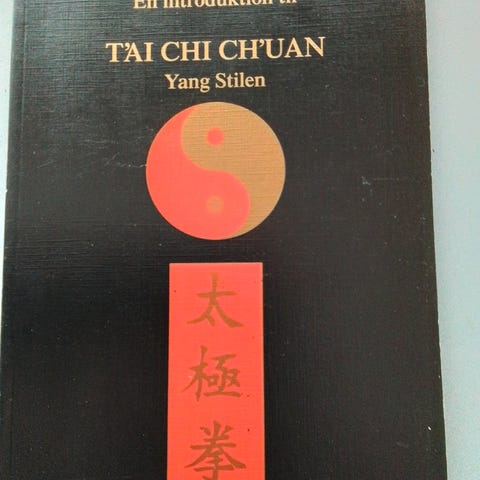 En introduktion til
T'AI CHI CH'UAN
Yang Stilen
太
極
拳